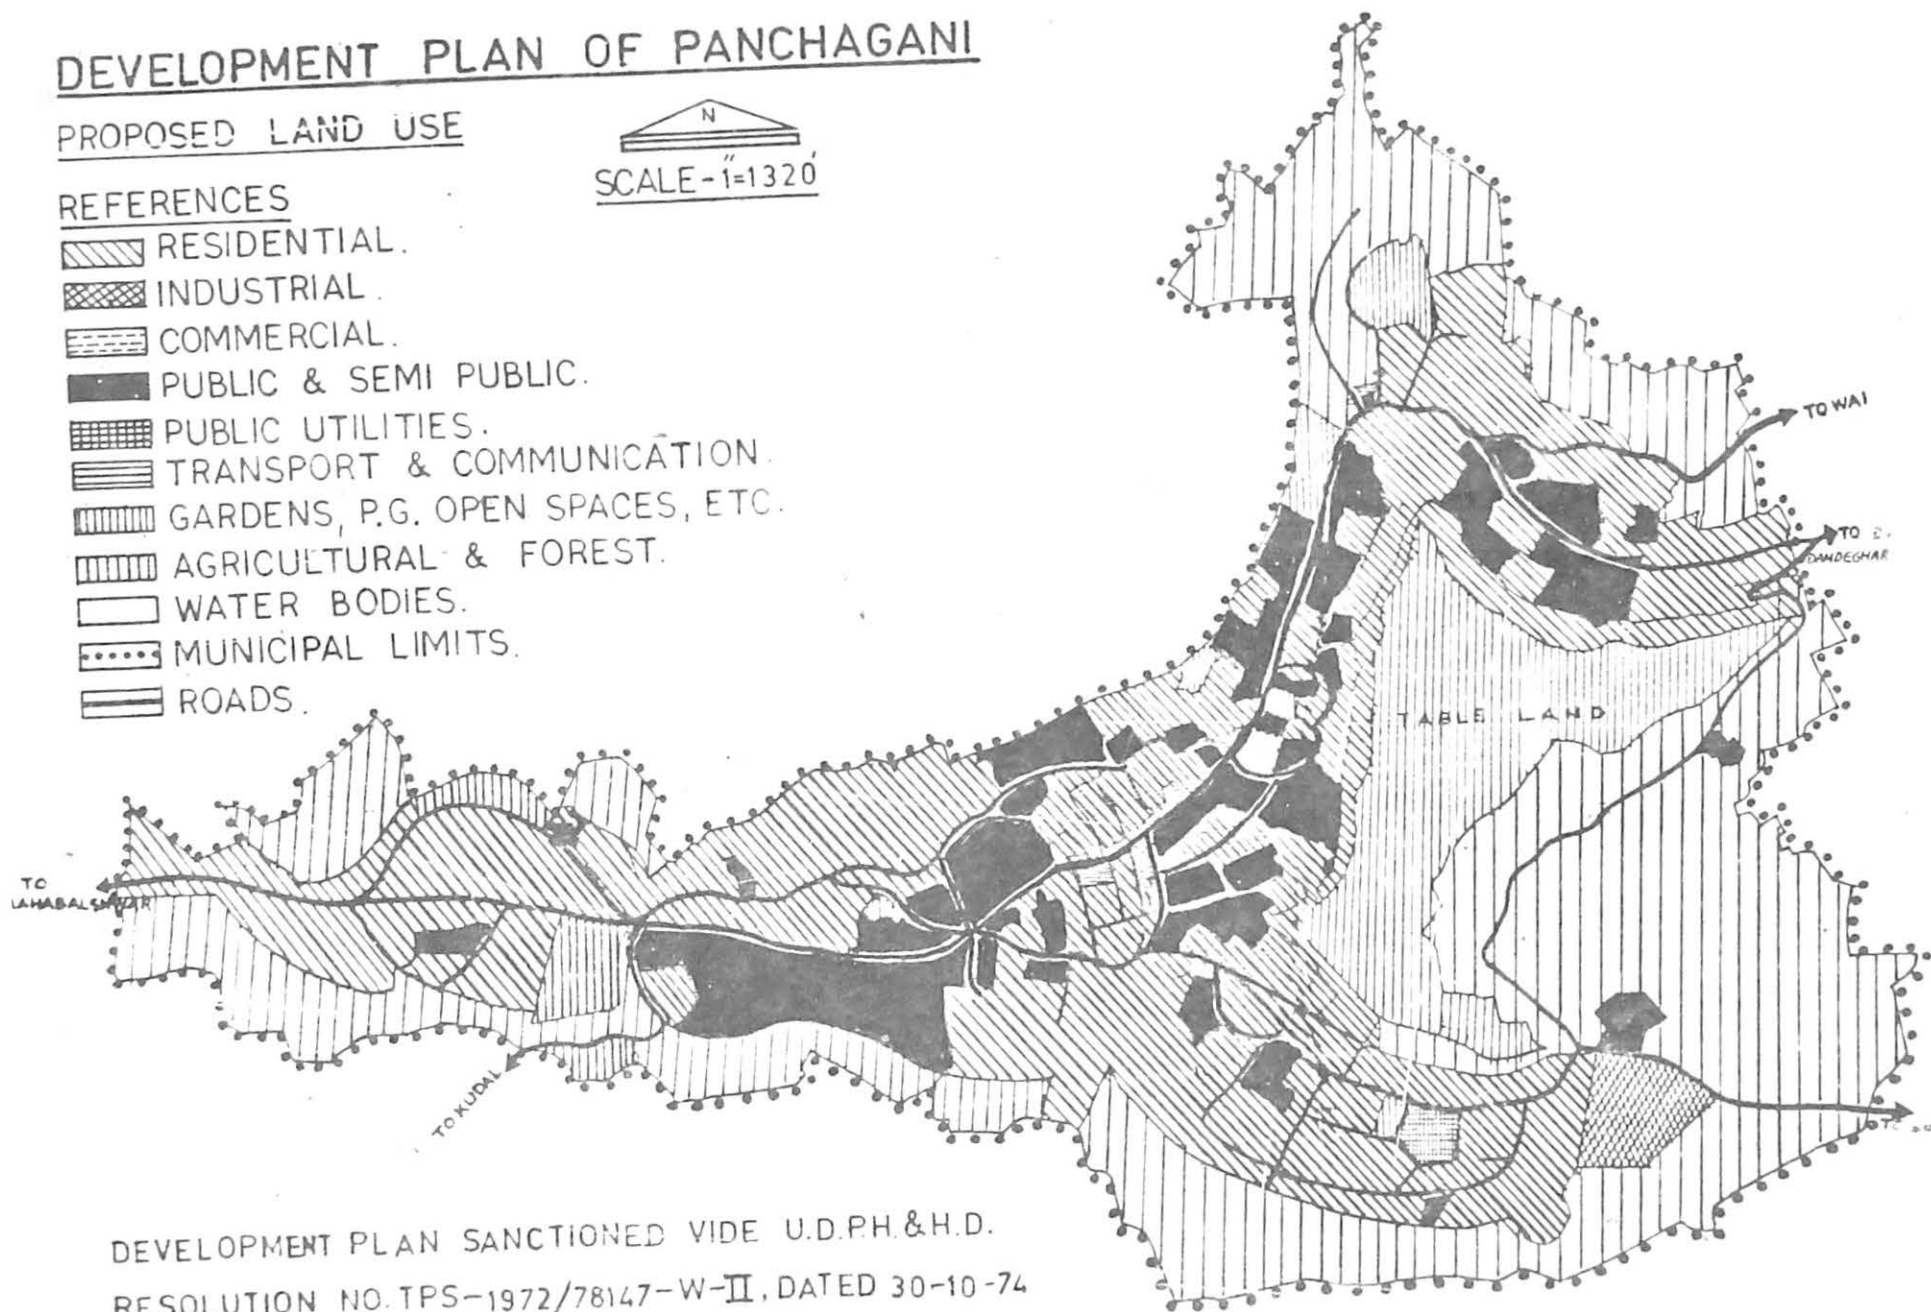 DEVELOPMENT PLAN OF PANCHAGANI
PROPOSED LAND USE
N
SCALE-1"=1320'
REFERENCES
RESIDENTIAL.
INDUSTRIAL.
COMMERCIAL.
PUBLIC & SEMI PUBLIC.
PUBLIC UTILITIES.
TRANSPORT & COMMUNICATION.
GARDENS, P.G. OPEN SPACES, ETC.
AGRICULTURAL & FOREST.
WATER BODIES.
MUNICIPAL LIMITS.
ROADS.
TO WAI
TO
DANDEGHAR
TABLE LAND
TO
TO KUDAL
TO
DEVELOPMENT PLAN SANCTIONED VIDE U.D.P.H.&H.D.
RESOLUTION NO. TPS-1972/78147-W-II, DATED 30-10-74